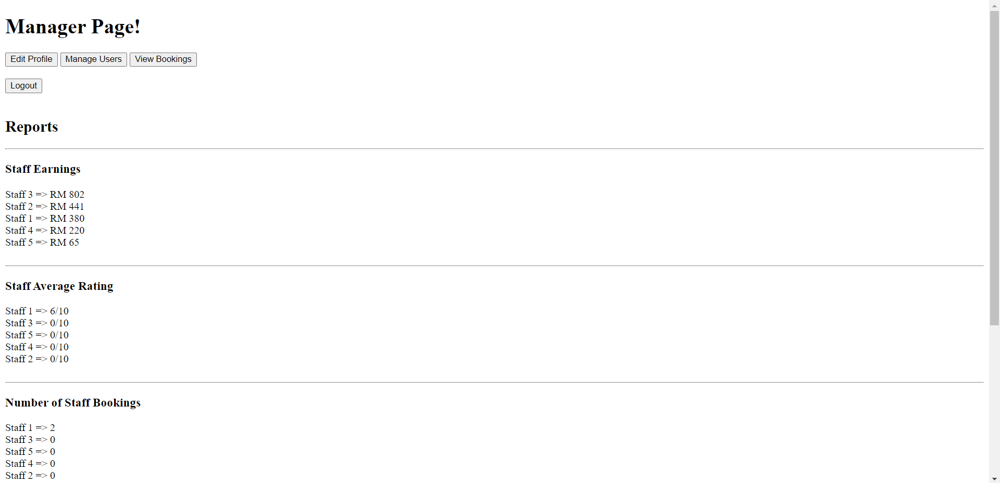 Manager Page!
Edit Profile Manage Users View Bookings
Logout
Reports
Staff Earnings
Staff 3 => RM 802
Staff 2 => RM 441
Staff 1 => RM 380
Staff 4 => RM 220
Staff 5 => RM 65
Staff Average Rating
Staff 1 => 6/10
Staff 3 => 0/10
Staff 5 => 0/10
Staff 4 => 0/10
Staff 2 => 0/10
Number of Staff Bookings
Staff 1 => 2
Staff 3 => 0
Staff 5 => 0
Staff 4 => 0
Staff 2 => 0